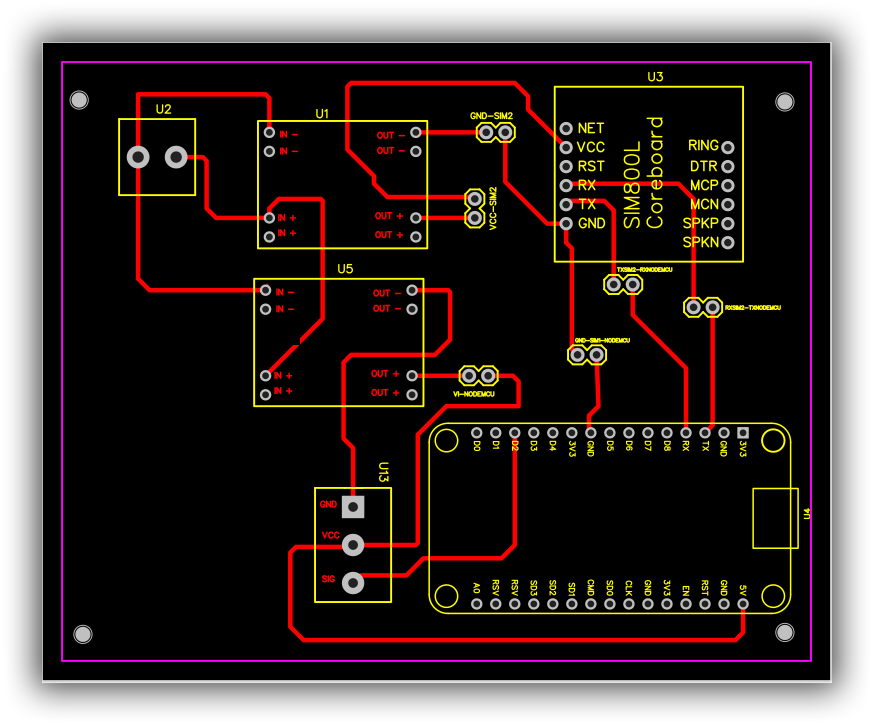 U2
U1
IN -
IN -
IN +
IN +
OUT -
OUT -
OUT +
OUT +
GND-SIM2
VCC-SIM2
U3
NET
VCC
RST
RX
TX
GND
SIM800L
Coreboard
RING
DTR
MCP
MCN
SPKP
SPKN
U5
IN -
IN -
IN +
IN +
OUT -
OUT -
OUT +
OUT +
TXSIM2-RXNODEMCU
RXSIM2-TXNODEMCU
GND-SIM1-NODEMCU
VI-NODEMCU
U13
GND
VCC
SIG
D0
D1
D2
D3
D4
3V3
GND
D5
D6
D7
D8
RX
TX
GND
3V3
U4
A0
RSV
RSV
SD3
SD2
SD1
CMD
SD0
CLK
GND
3V3
EN
RST
GND
5V